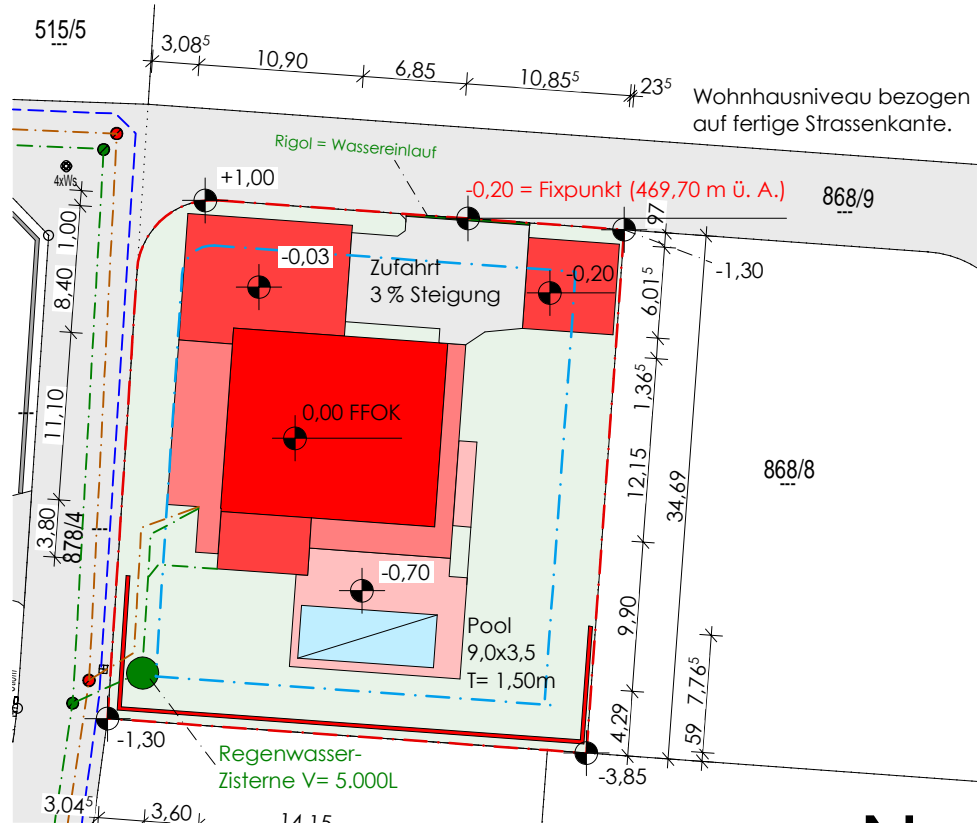 515/5
3,08⁵
10,90
6,85
10,85⁵
23⁵
Wohnhausniveau bezogen
auf fertige Strassenkante.
Rigol = Wassereinlauf
4xWs
+1,00
-0,20 = Fixpunkt (469,70 m ü. A.)
868/9
97
-1,30
1,00
-0,03
Zufahrt
3 % Steigung
-0,20
8,40
6,01⁵
1,36⁵
11,10
0,00 FFOK
868/8
12,15
34,69
3,80
878/4
-0,70
9,90
Pool
9,0x3,5
T= 1,50m
7,76⁵
4,29
59
-1,30
-3,85
Regenwasser-
Zisterne V= 5.000L
3,04⁵
3,60
14,15